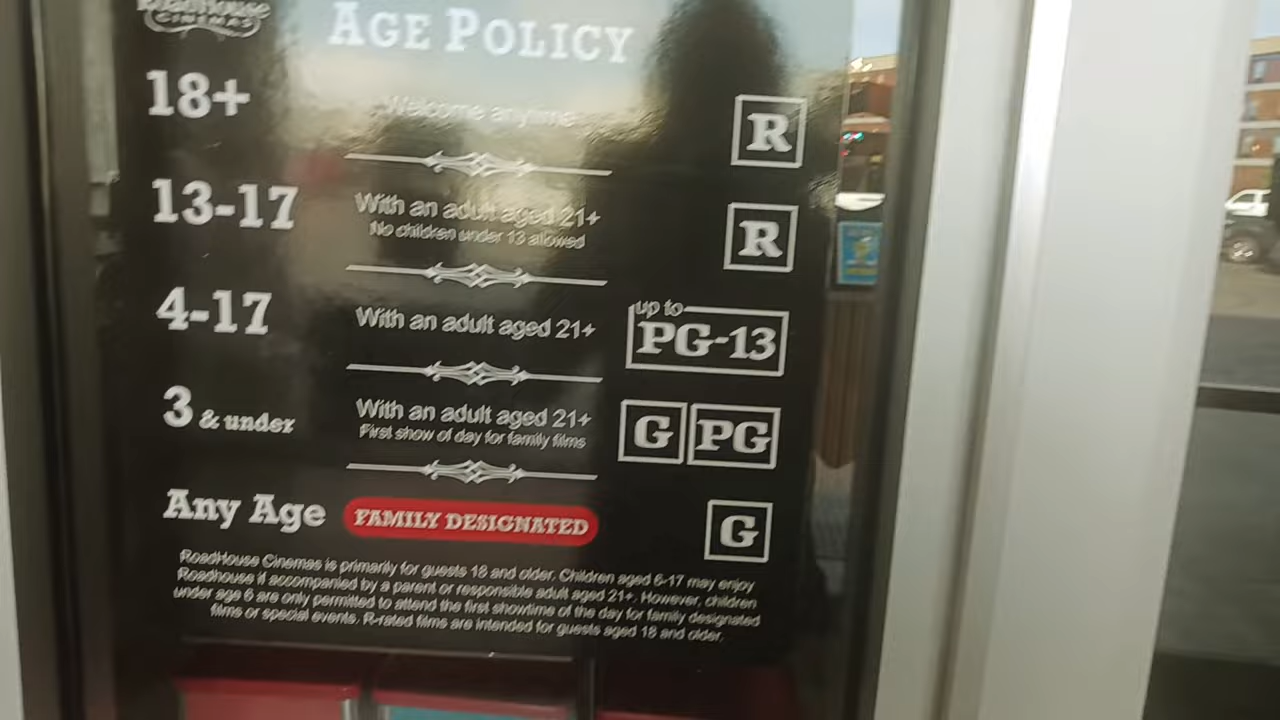 RoadHouse
CINEMAS
AGE POLICY
18+
Welcome anytime
R
13-17
With an adult aged 21+
No children under 13 allowed
R
4-17
With an adult aged 21+
up to
PG-13
3 & under
With an adult aged 21+
First show of day for family films
G PG
Any Age
FAMILY DESIGNATED
G
RoadHouse Cinemas is primarily for guests 18 and older. Children aged 6-17 may enjoy
Roadhouse if accompanied by a parent or responsible adult aged 21+. However, children
under age 6 are only permitted to attend the first showtime of the day for family designated
films or special events. R-rated films are intended for guests aged 18 and older.